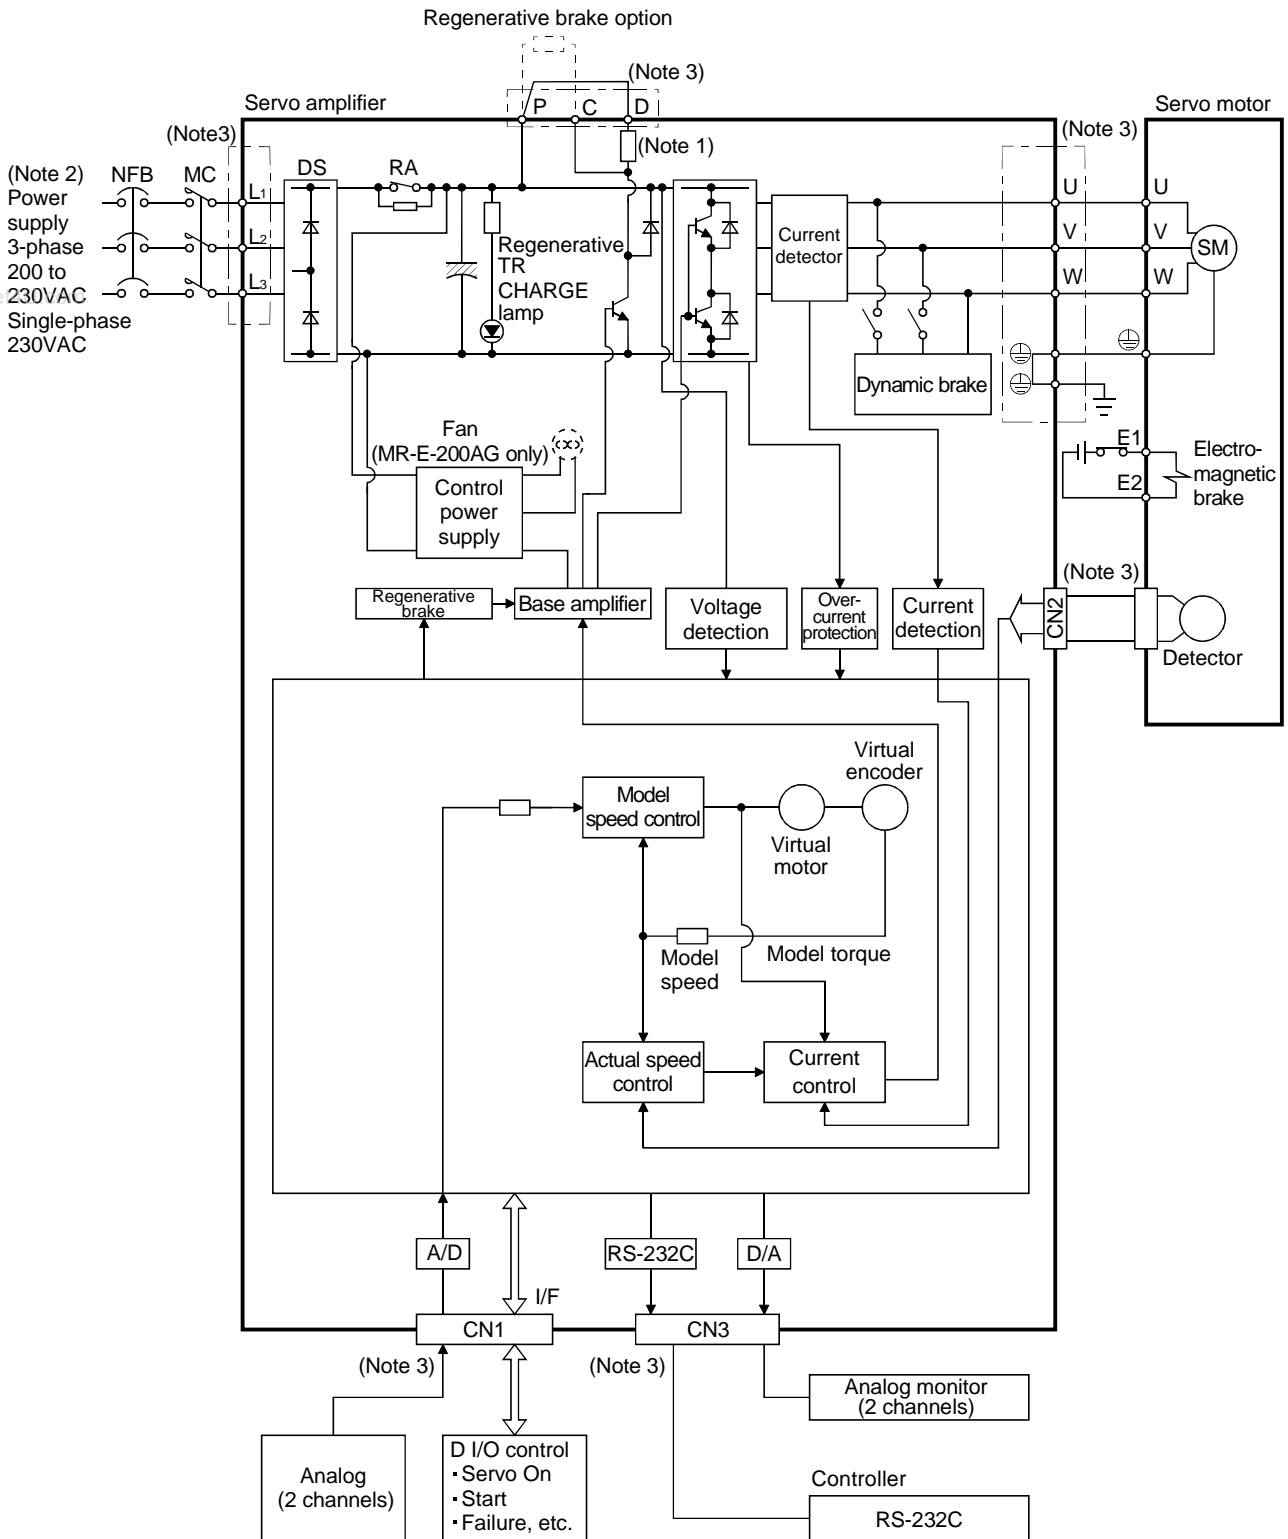 Regenerative brake option
(Note 3)
Servo amplifier
P C D
Servo motor
(Note3)
(Note 1)
(Note 3)
(Note 2)
Power
supply
3-phase
200 to
230VAC
Single-phase
230VAC
NFB MC
L1
L2
L3
DS
RA
Regenerative
TR
CHARGE
lamp
Current
detector
U
V
W
U
V
W
SM
Dynamic brake
Fan
(MR-E-200AG only)
Control
power
supply
E1
E2
Electro-
magnetic
brake
Regenerative
brake
Base amplifier
Voltage
detection
Over-
current
protection
Current
detection
(Note 3)
CN2
Detector
Virtual
encoder
Model
speed control
Virtual
motor
Model
speed
Model torque
Actual speed
control
Current
control
A/D
I/F
RS-232C
D/A
CN1
CN3
(Note 3)
(Note 3)
Analog monitor
(2 channels)
Analog
(2 channels)
D I/O control
・Servo On
・Start
・Failure, etc.
Controller
RS-232C